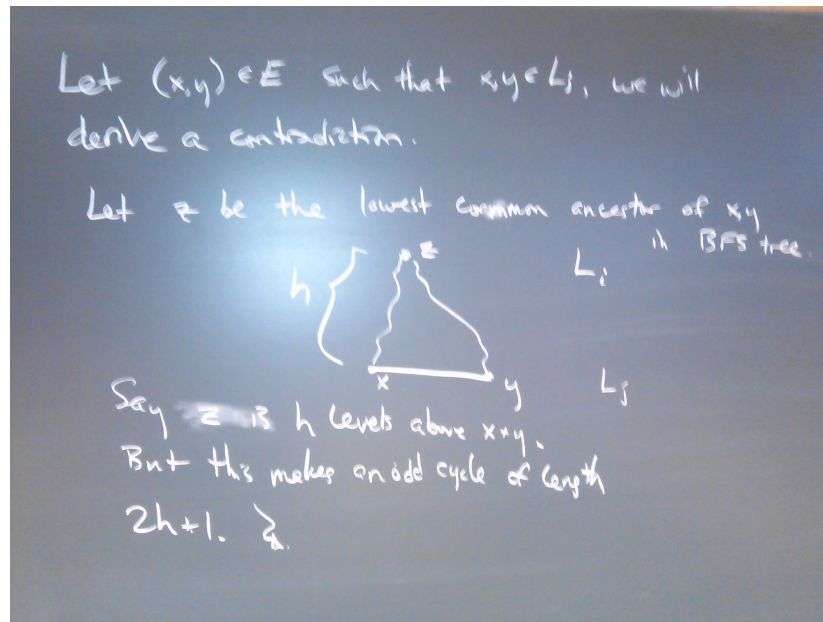 Let (x,y) ∈ E such that x,y ∈ Lj, we will
derive a contradiction.
Let z be the lowest common ancestor of x,y
in BFS tree.
z
Li
h
x
y
Lj
Say z is h levels above x+y.
But this makes an odd cycle of length
2h+1.